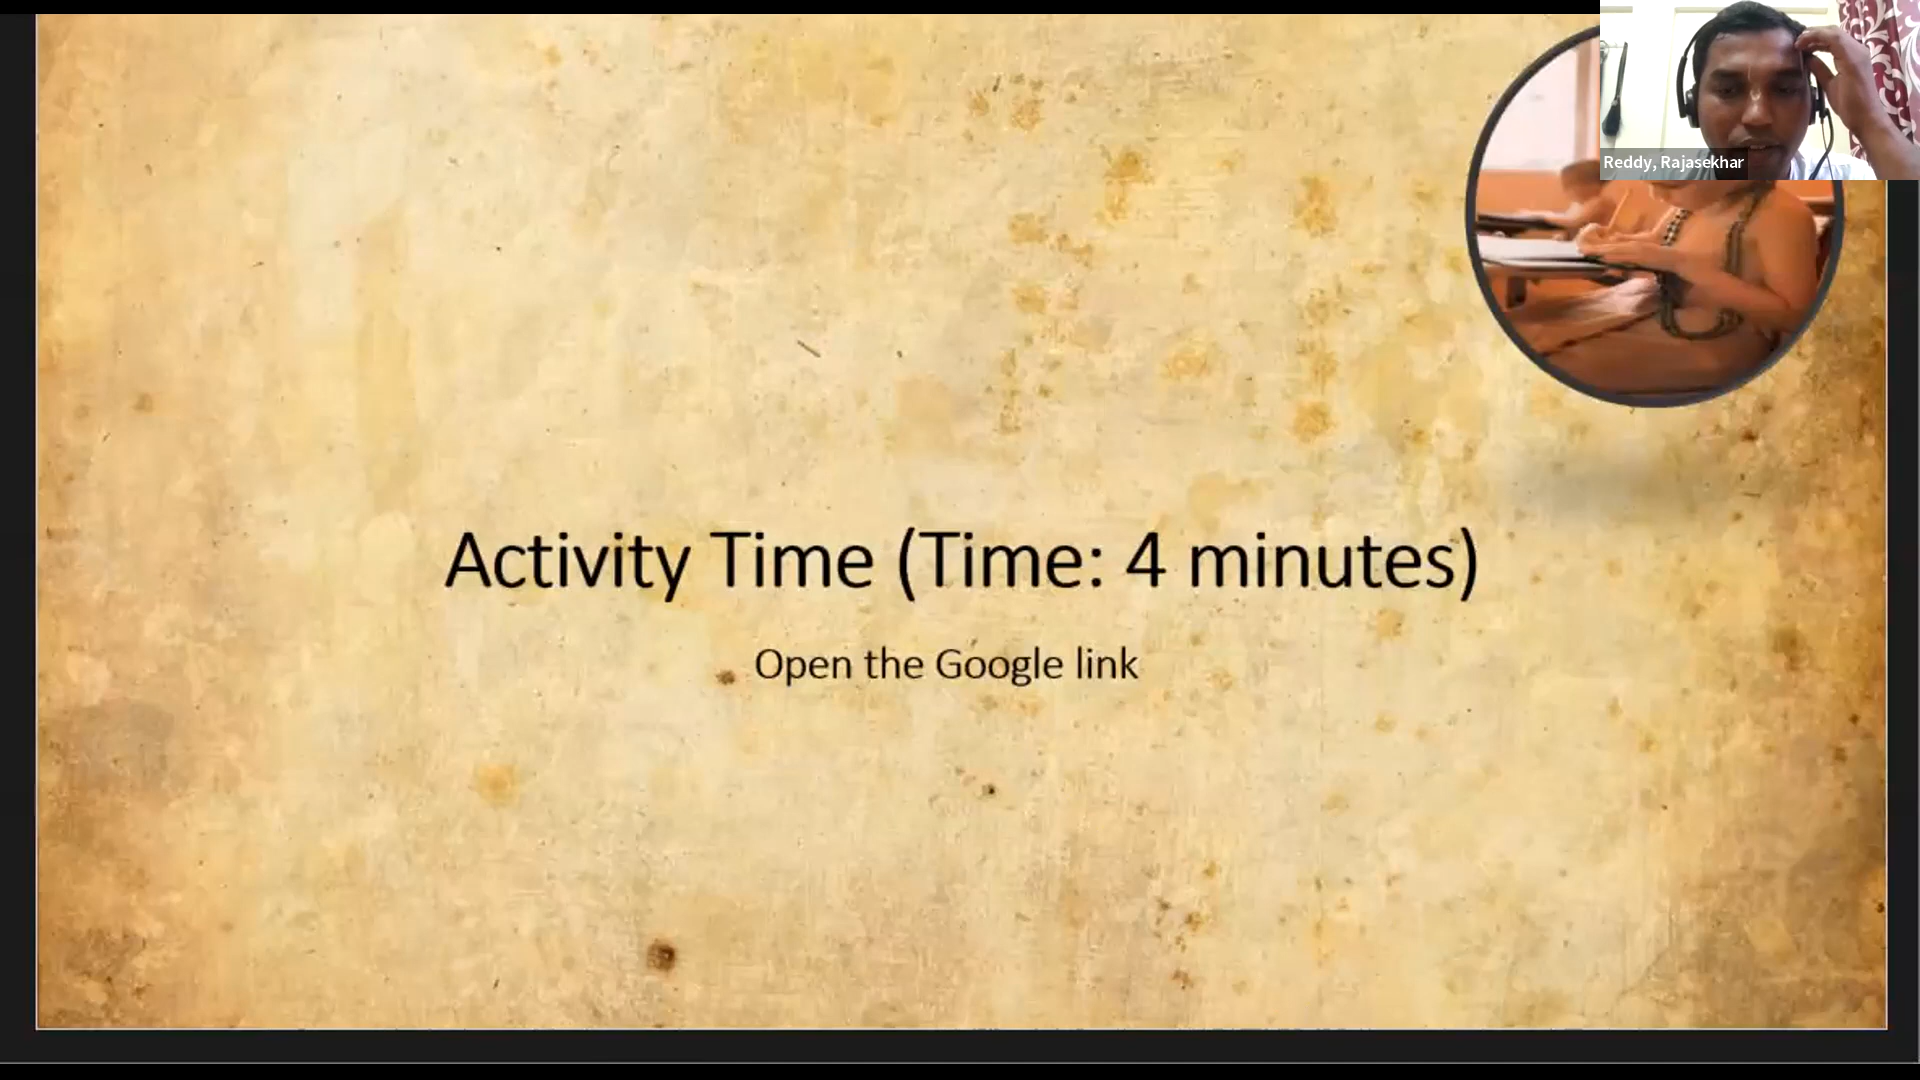 Reddy, Rajasekhar
Activity Time (Time: 4 minutes)
Open the Google link